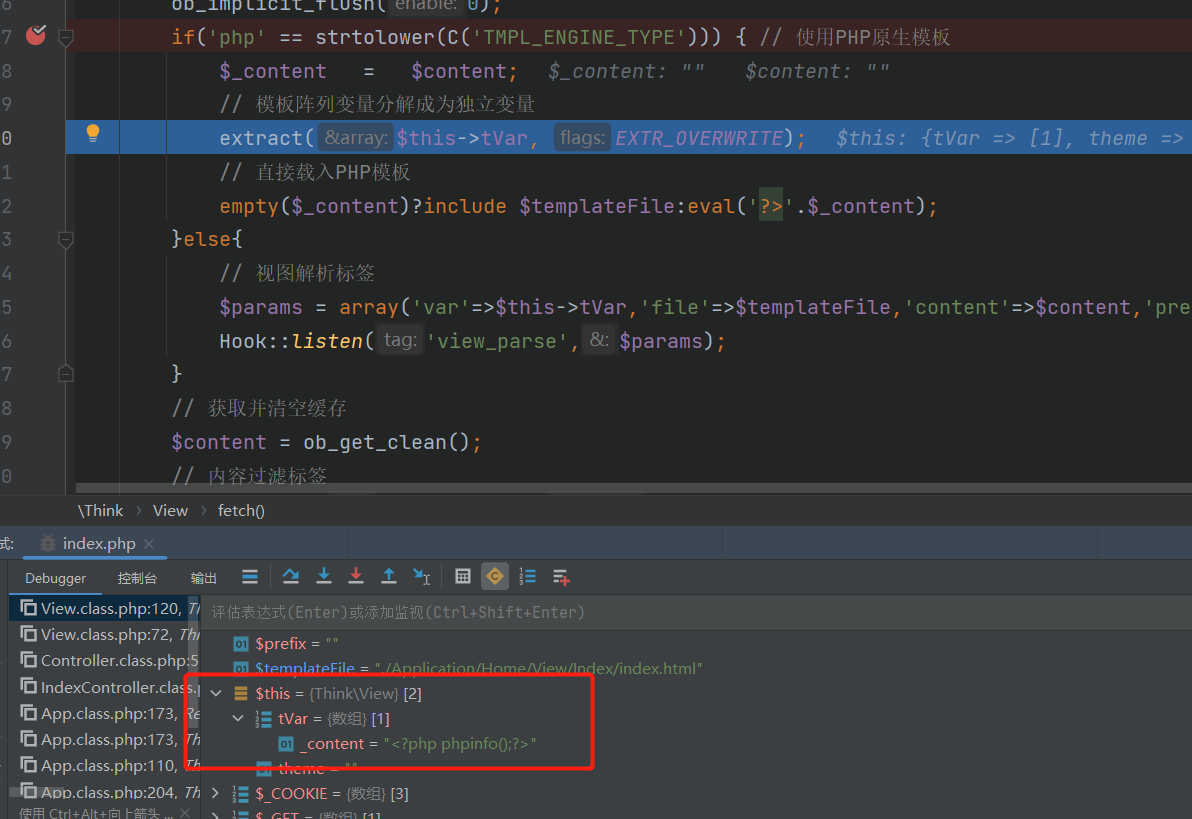 6 ob_implicit_flush( enable: 0);
7 if('php' == strtolower(C('TMPL_ENGINE_TYPE'))) { // 使用PHP原生模板
8 $_content = $content; $_content: "" $content: ""
9 // 模板阵列变量分解成为独立变量
0 extract( &array: $this->tVar, flags: EXTR_OVERWRITE); $this: {tVar => [1], theme =>
1 // 直接载入PHP模板
2 empty($_content)?include $templateFile:eval('?>'.$_content);
3 }else{
4 // 视图解析标签
5 $params = array('var'=>$this->tVar,'file'=>$templateFile,'content'=>$content,'pre
6 Hook::listen( tag: 'view_parse', &: $params);
7 }
8 // 获取并清空缓存
9 $content = ob_get_clean();
0 // 内容过滤标签
\Think › View › fetch()
式: index.php ×
Debugger 控制台 输出
View.class.php:120, Th
评估表达式(Enter)或添加监视(Ctrl+Shift+Enter)
View.class.php:72, Thi
$prefix = ""
Controller.class.php:5
$templateFile = "./Application/Home/View/Index/index.html"
IndexController.class.p
$this = {Think\View} [2]
App.class.php:173, Re
tVar = {数组} [1]
App.class.php:173, Th
_content = "<?php phpinfo();?>"
App.class.php:110, Th
theme = ""
App.class.php:204, Th
$_COOKIE = {数组} [3]
使用 Ctrl+Alt+向上箭头 ... ×
$_GET = {数组} [1]